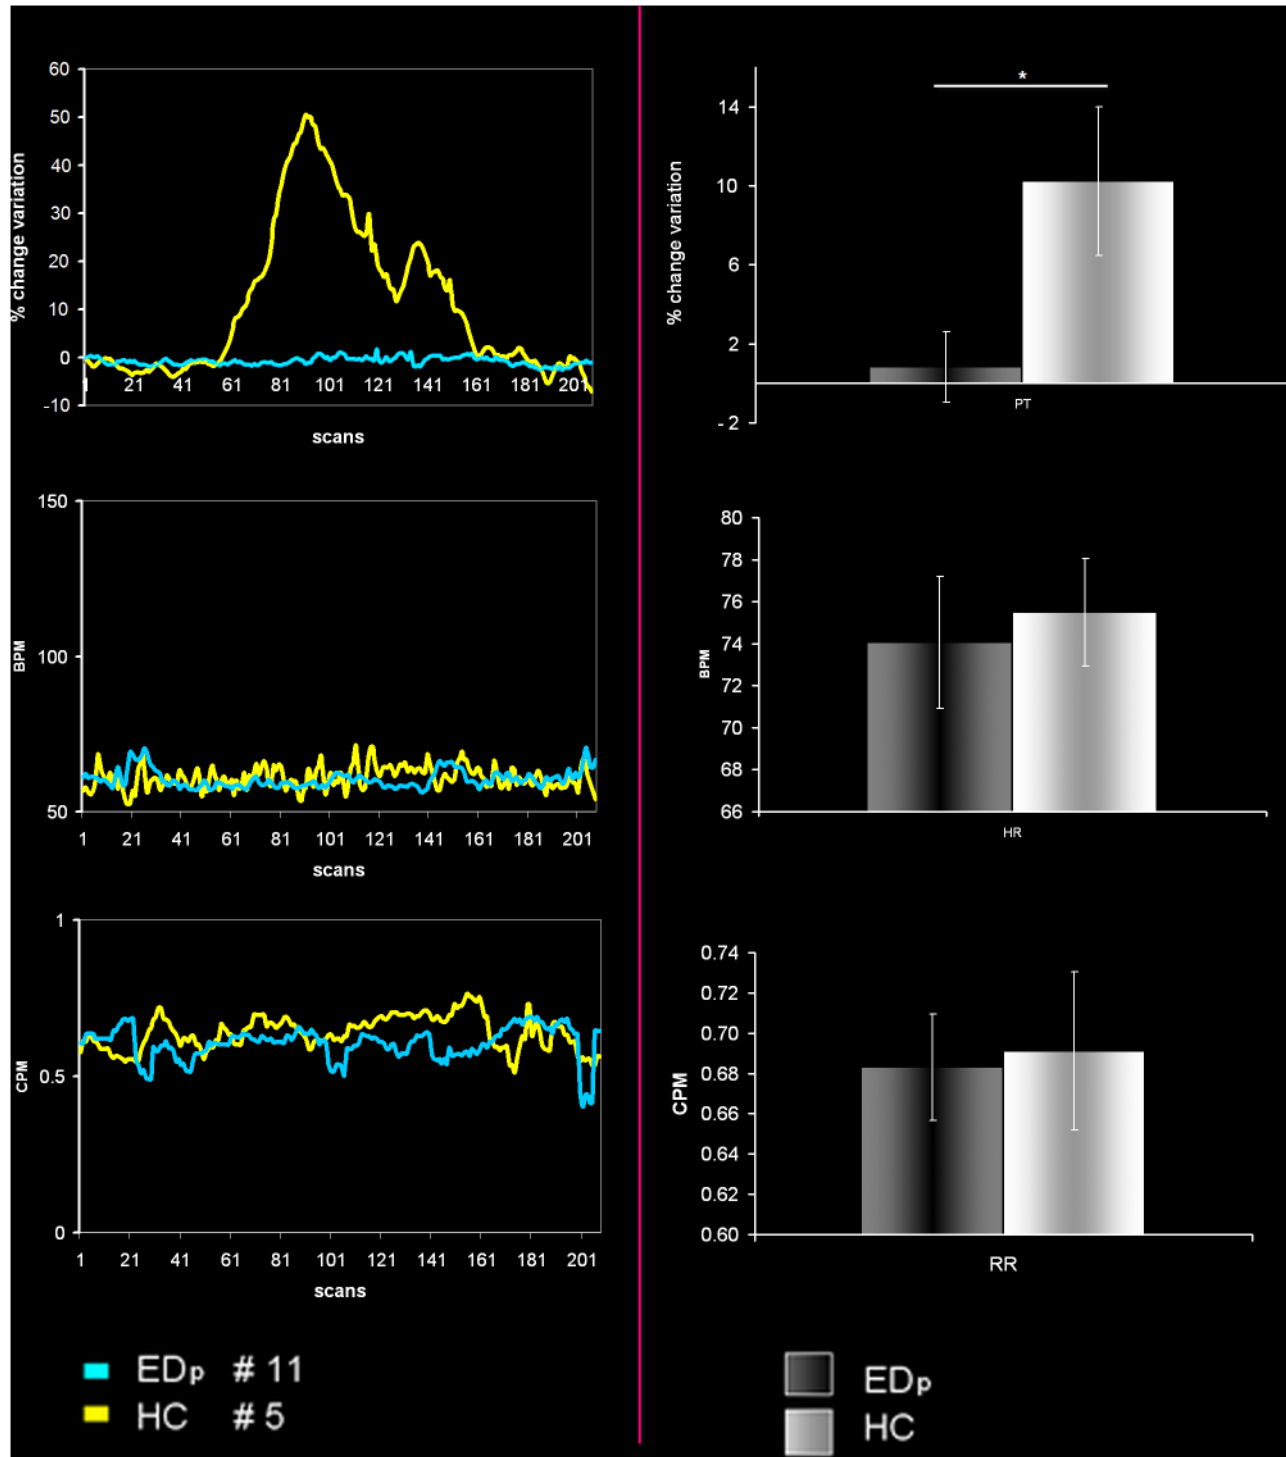 60
50
40
30
20
10
0
-10
% change variation
1 21 41 61 81 101 121 141 161 181 201
scans
150
100
50
BPM
1 21 41 61 81 101 121 141 161 181 201
scans
1
0.5
0
CPM
1 21 41 61 81 101 121 141 161 181 201
scans
EDp # 11
HC # 5
*
14
10
6
2
- 2
% change variation
PT
80
78
76
74
72
70
68
66
BPM
HR
0.74
0.72
0.70
0.68
0.66
0.64
0.62
0.60
CPM
RR
EDp
HC